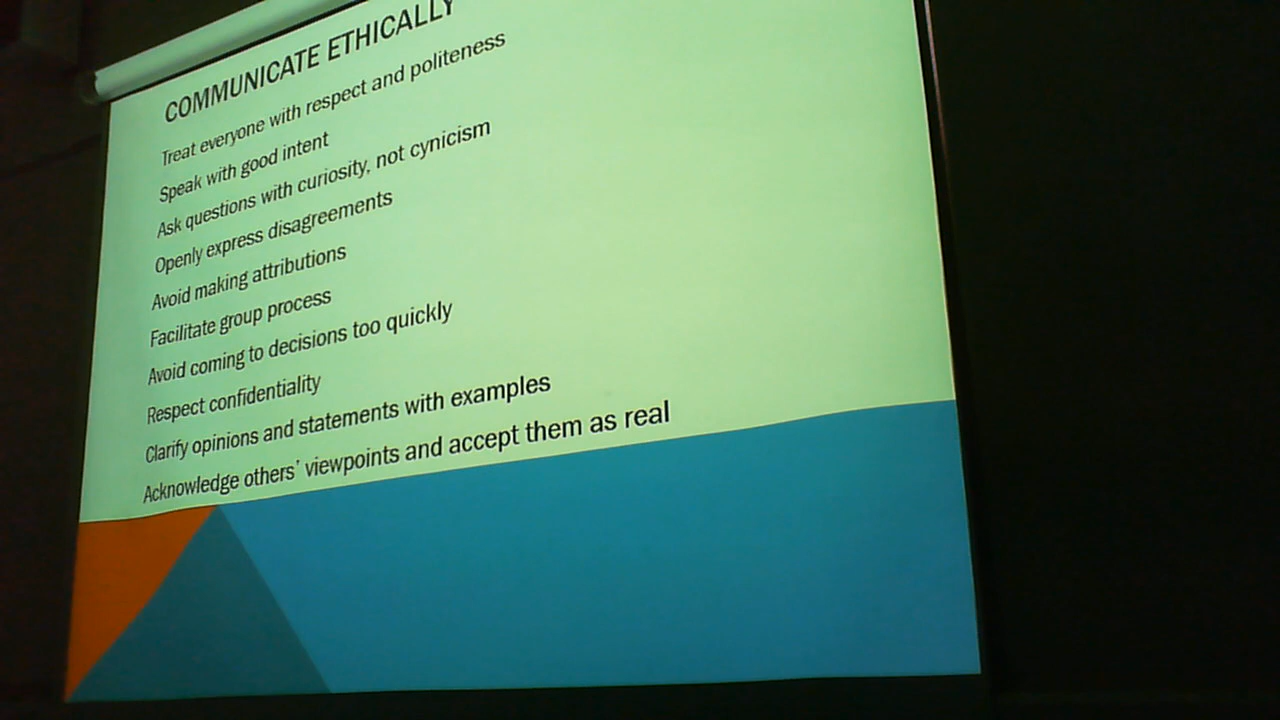 COMMUNICATE ETHICALLY
Treat everyone with respect and politeness
Speak with good intent
Ask questions with curiosity, not cynicism
Openly express disagreements
Avoid making attributions
Facilitate group process
Avoid coming to decisions too quickly
Respect confidentiality
Clarify opinions and statements with examples
Acknowledge others' viewpoints and accept them as real